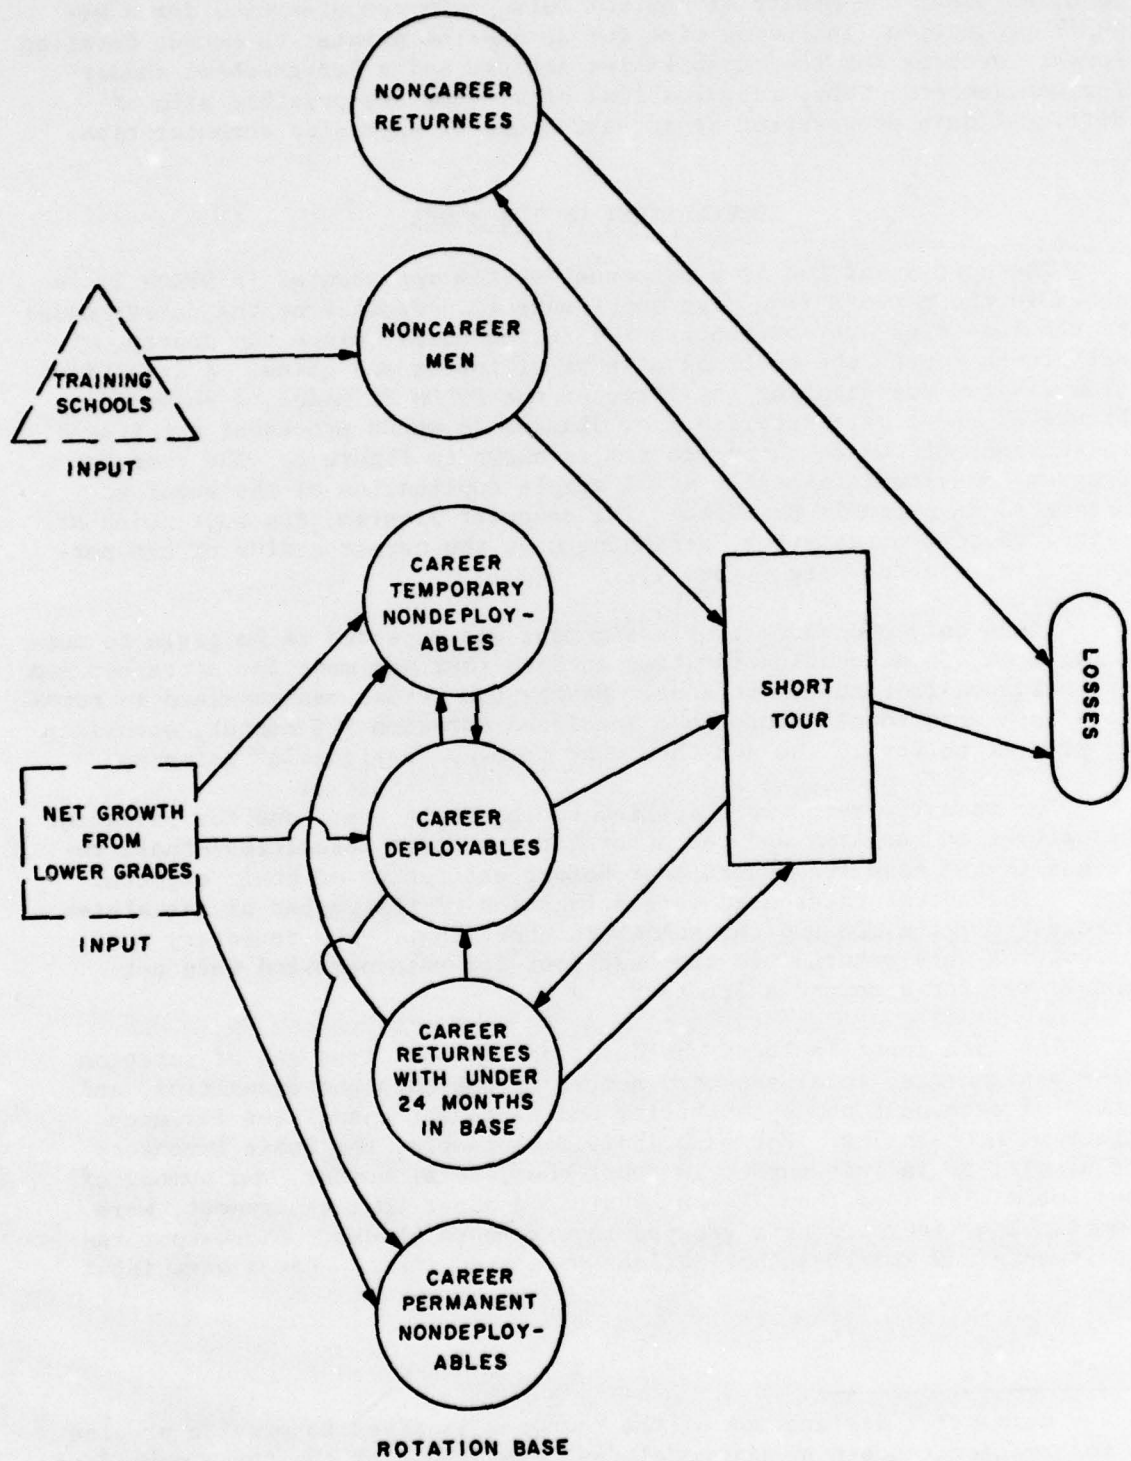 NONCAREER
RETURNEES
NONCAREER
MEN
TRAINING
SCHOOLS
INPUT
CAREER
TEMPORARY
NONDEPLOY-
ABLES
SHORT
TOUR
LOSSES
NET GROWTH
FROM
LOWER GRADES
INPUT
CAREER
DEPLOYABLES
CAREER
RETURNEES
WITH UNDER
24 MONTHS
IN BASE
CAREER
PERMANENT
NONDEPLOY-
ABLES
ROTATION BASE